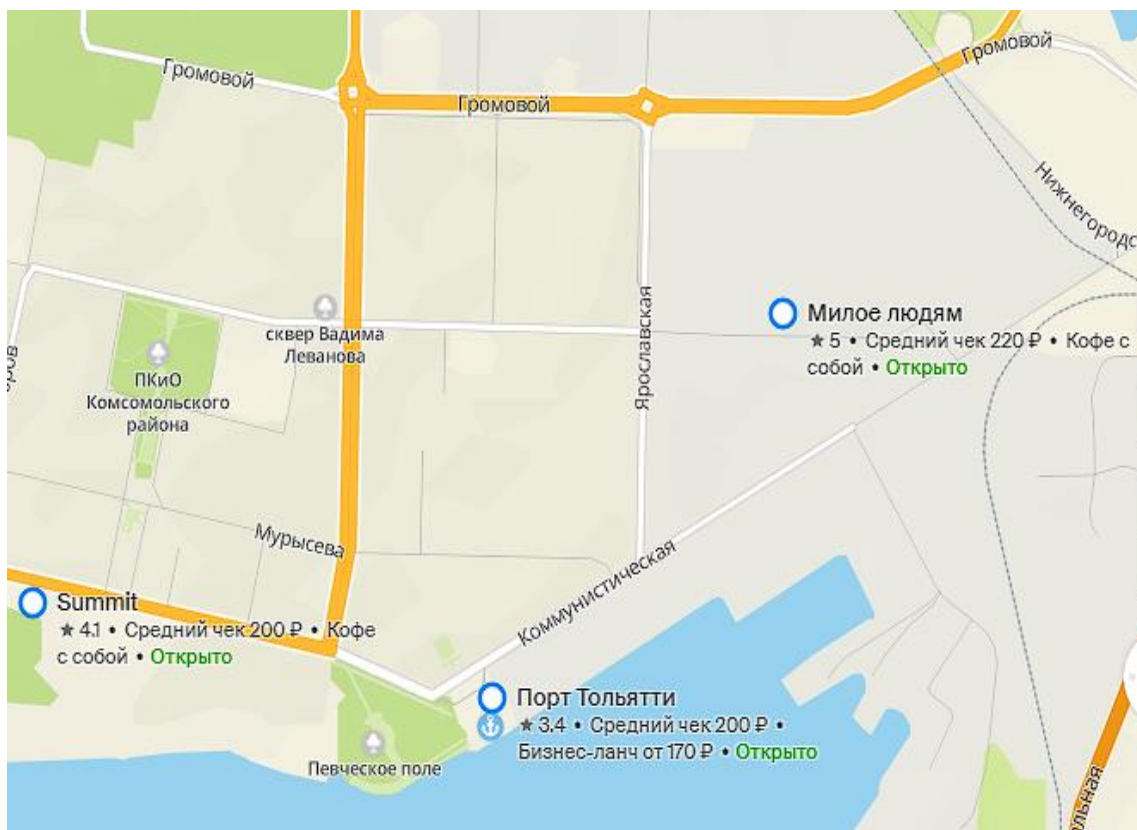 Громовой
Громовой
Громовой
Нижнегородс
Ярославская
Милое людям
★ 5 • Средний чек 220 ₽ • Кофе с
собой • Открыто
сквер Вадима
Леванова
ПКиО
Комсомольского
района
Мурысева
Коммунистическая
Summit
★ 4.1 • Средний чек 200 ₽ • Кофе
с собой • Открыто
Порт Тольятти
★ 3.4 • Средний чек 200 ₽ •
Бизнес-ланч от 170 ₽ • Открыто
Певческое поле
льная